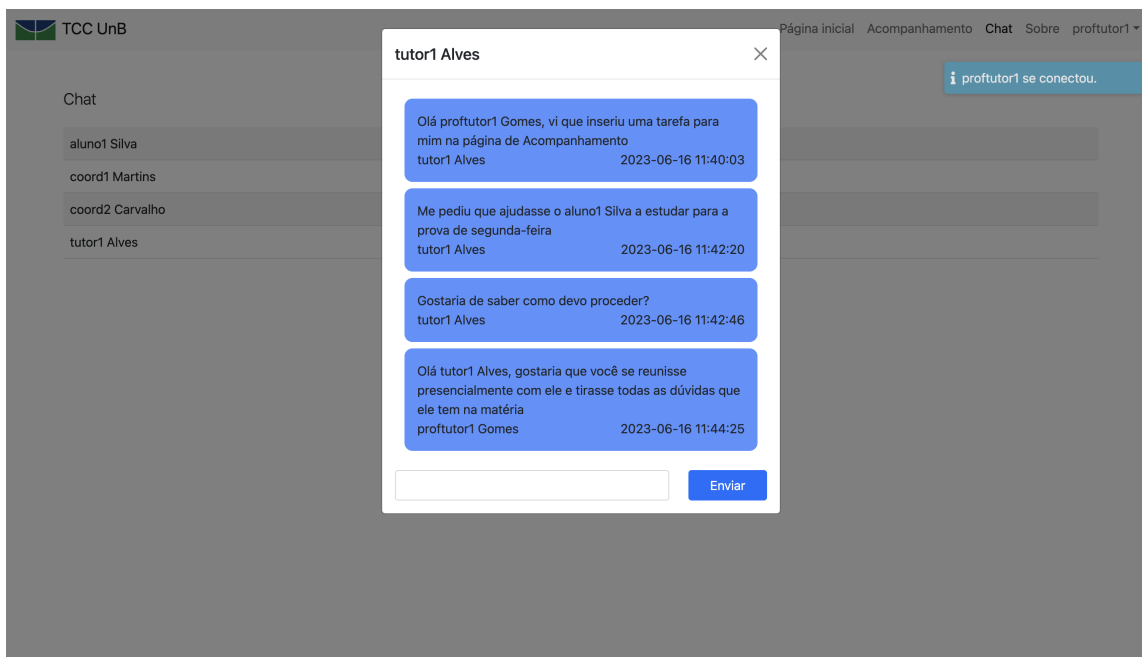 TCC UnB
Página inicial Acompanhamento Chat Sobre proftutor1
tutor1 Alves
proftutor1 se conectou.
Chat
aluno1 Silva
coord1 Martins
coord2 Carvalho
tutor1 Alves
Olá proftutor1 Gomes, vi que inseriu uma tarefa para
mim na página de Acompanhamento
tutor1 Alves 2023-06-16 11:40:03
Me pediu que ajudasse o aluno1 Silva a estudar para a
prova de segunda-feira
tutor1 Alves 2023-06-16 11:42:20
Gostaria de saber como devo proceder?
tutor1 Alves 2023-06-16 11:42:46
Olá tutor1 Alves, gostaria que você se reunisse
presencialmente com ele e tirasse todas as dúvidas que
ele tem na matéria
proftutor1 Gomes 2023-06-16 11:44:25
Enviar